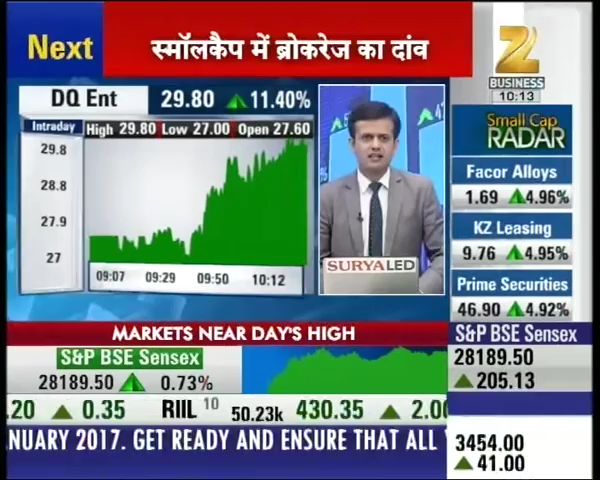 Next
स्मॉलकैप में ब्रोकरेज का दांव
Z
BUSINESS
10:13
DQ Ent 29.80 11.40%
Intraday High 29.80 Low 27.00 Open 27.60
29.8
28.8
27.9
27
09:07 09:29 09:50 10:12
SURYA LED
Small Cap
RADAR
Facor Alloys
1.69 4.96%
KZ Leasing
9.76 4.95%
Prime Securities
46.90 4.92%
MARKETS NEAR DAY'S HIGH
S&P BSE Sensex
28189.50 0.73%
S&P BSE Sensex
28189.50
205.13
.20 0.35 RIIL 10 50.23k 430.35 2.00
ANUARY 2017. GET READY AND ENSURE THAT ALL
3454.00
41.00